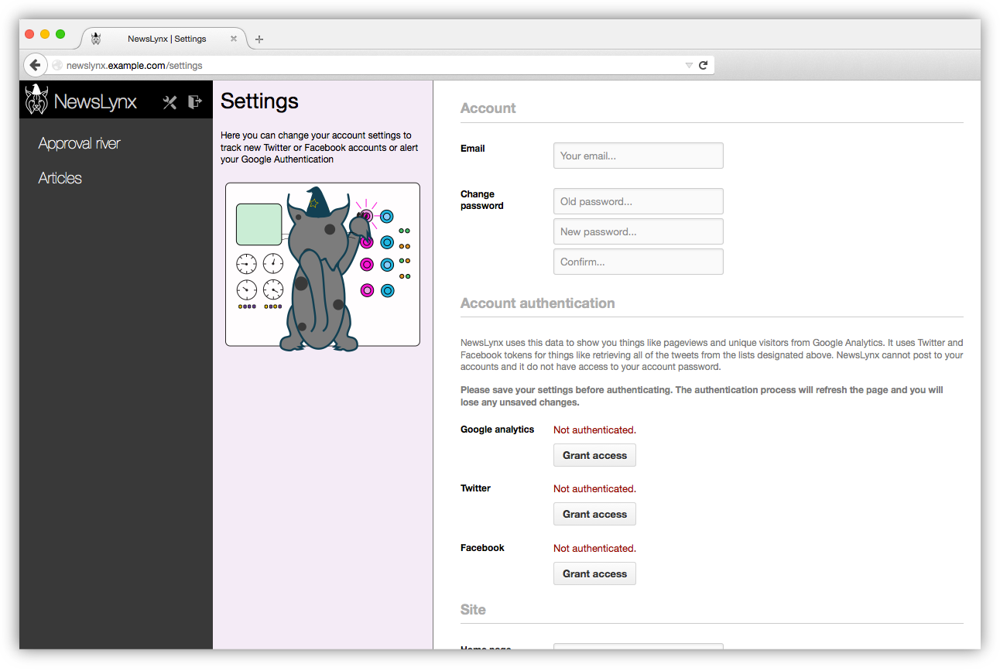 NewsLynx | Settings
newslynx.example.com/settings
NewsLynx
Approval river
Articles
Settings
Here you can change your account settings to
track new Twitter or Facebook accounts or alert
your Google Authentication
Account
Email
Your email...
Change
password
Old password...
New password...
Confirm...
Account authentication
NewsLynx uses this data to show you things like pageviews and unique visitors from Google Analytics. It uses Twitter and
Facebook tokens for things like retrieving all of the tweets from the lists designated above. NewsLynx cannot post to your
accounts and it do not have access to your account password.
Please save your settings before authenticating. The authentication process will refresh the page and you will
lose any unsaved changes.
Google analytics
Not authenticated.
Grant access
Twitter
Not authenticated.
Grant access
Facebook
Not authenticated.
Grant access
Site
Home page